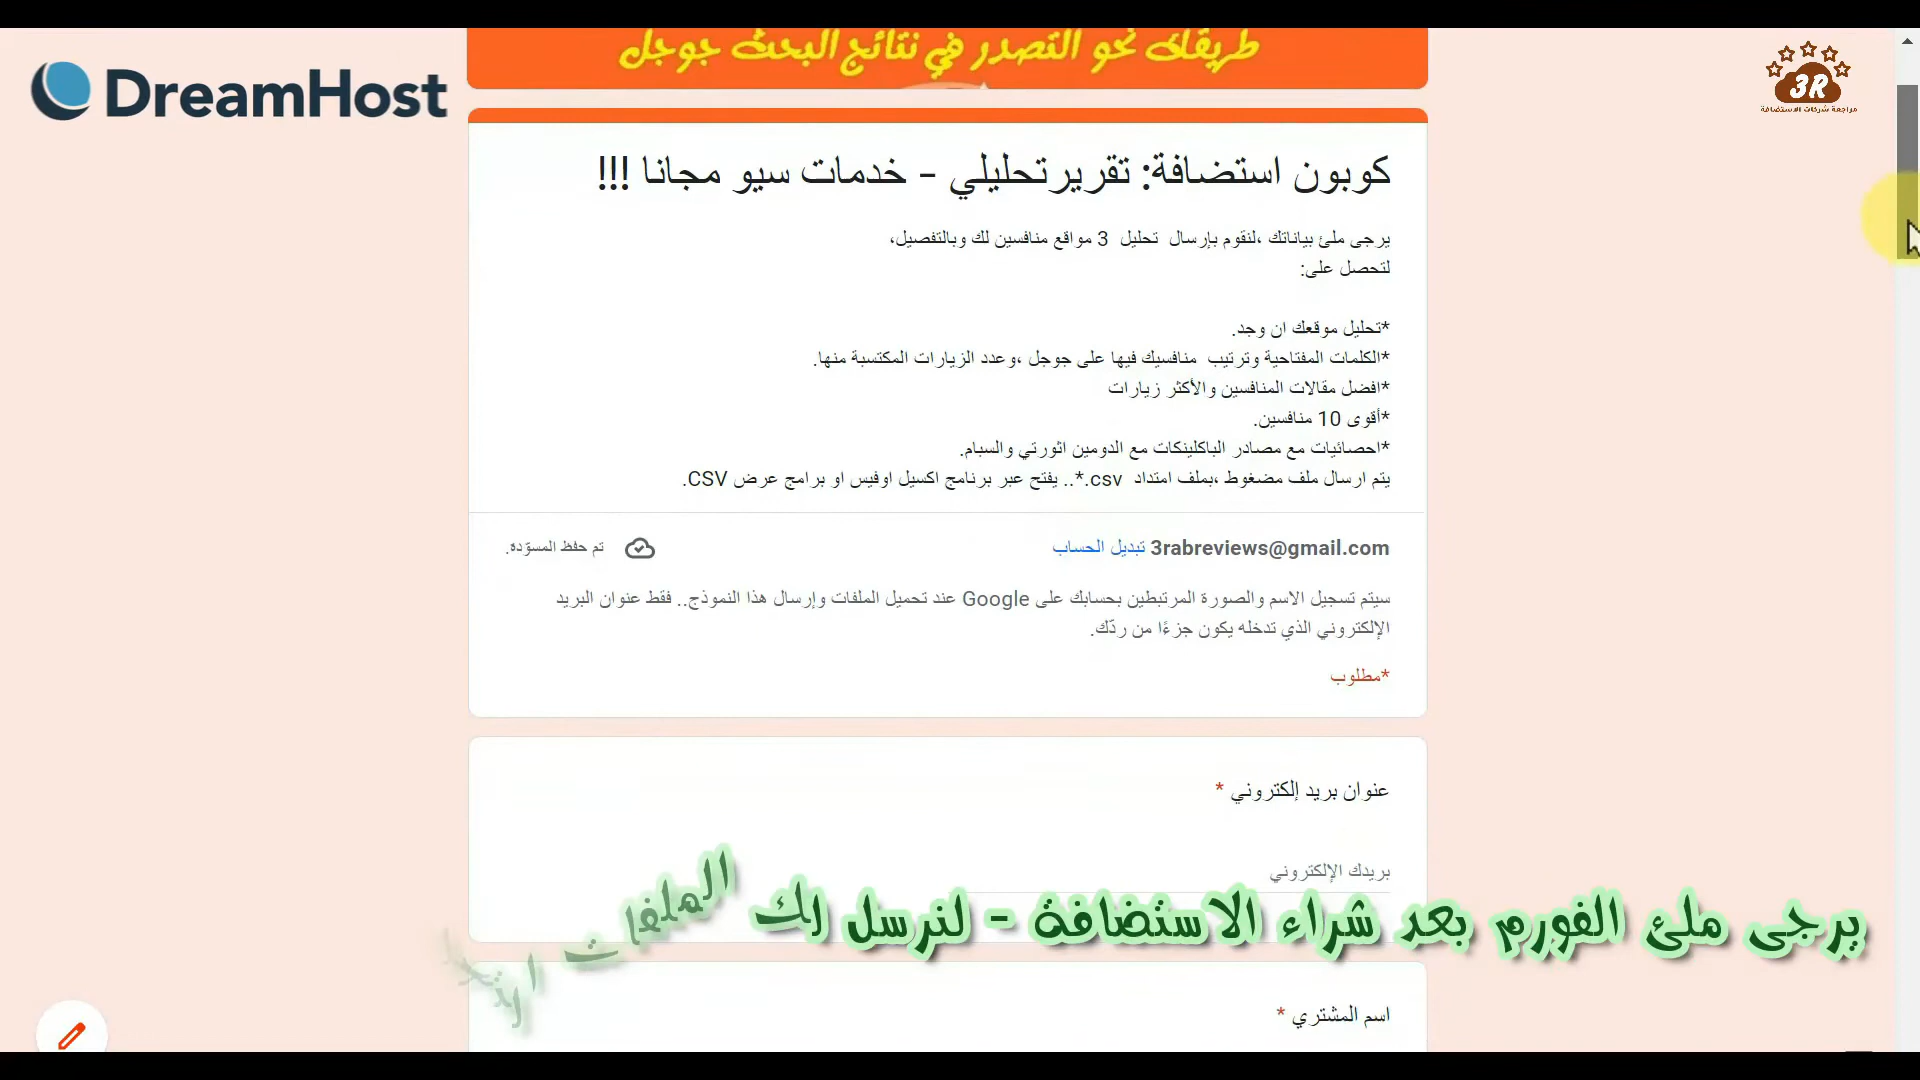 طريقك نحو التصدر في نتائج البحث جوجل
DreamHost
3R
مراجعة شركات الاستضافة
كوبون استضافة: تقريرتحليلي - خدمات سيو مجانا !!!
يرجى ملئ بياناتك ،لنقوم بإرسال تحليل 3 مواقع منافسين لك وبالتفصيل،
لتحصل على:
*تحليل موقعك ان وجد.
*الكلمات المفتاحية وترتيب منافسيك فيها على جوجل ،وعدد الزيارات المكتسبة منها.
*افضل مقالات المنافسين والأكثر زيارات
*أقوى 10 منافسين.
*احصائيات مع مصادر الباكلينكات مع الدومين اثورتي والسبام.
يتم ارسال ملف مضغوط ،بملف امتداد csv.*.. يفتح عبر برنامج اكسيل اوفيس او برامج عرض CSV.
3rabreviews@gmail.com تبديل الحساب
تم حفظ المسوّدة.
سيتم تسجيل الاسم والصورة المرتبطين بحسابك على Google عند تحميل الملفات وإرسال هذا النموذج.. فقط عنوان البريد
الإلكتروني الذي تدخله يكون جزءًا من ردّك.
*مطلوب
عنوان بريد إلكتروني *
بريدك الإلكتروني
يرجى ملئ الفورم بعد شراء الاستضافة - لنرسل لك الملفات
اسم المشتري *